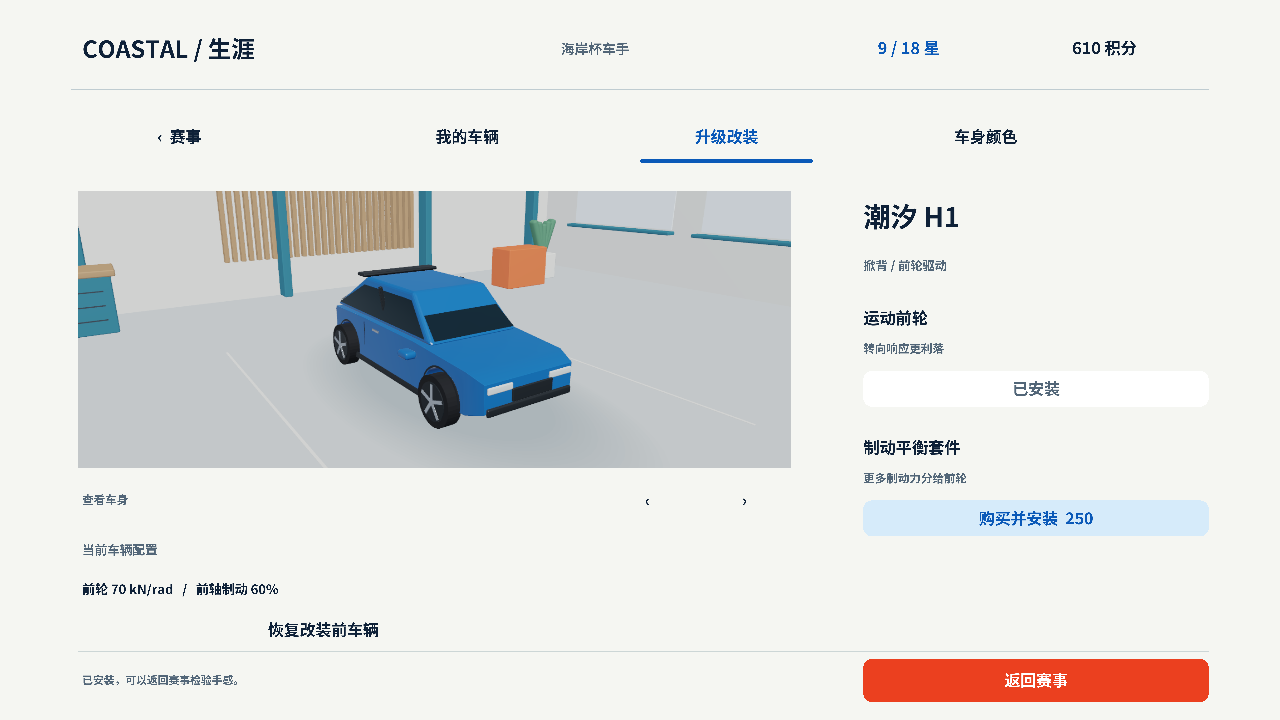 COASTAL / 生涯
海岸杯车手
9 / 18 星
610 积分
‹ 赛事
我的车辆
升级改装
车身颜色
潮汐 H1
掀背 / 前轮驱动
运动前轮
转向响应更利落
已安装
制动平衡套件
更多制动力分给前轮
购买并安装 250
查看车身
‹ ›
当前车辆配置
前轮 70 kN/rad / 前轴制动 60%
恢复改装前车辆
已安装，可以返回赛事检验手感。
返回赛事